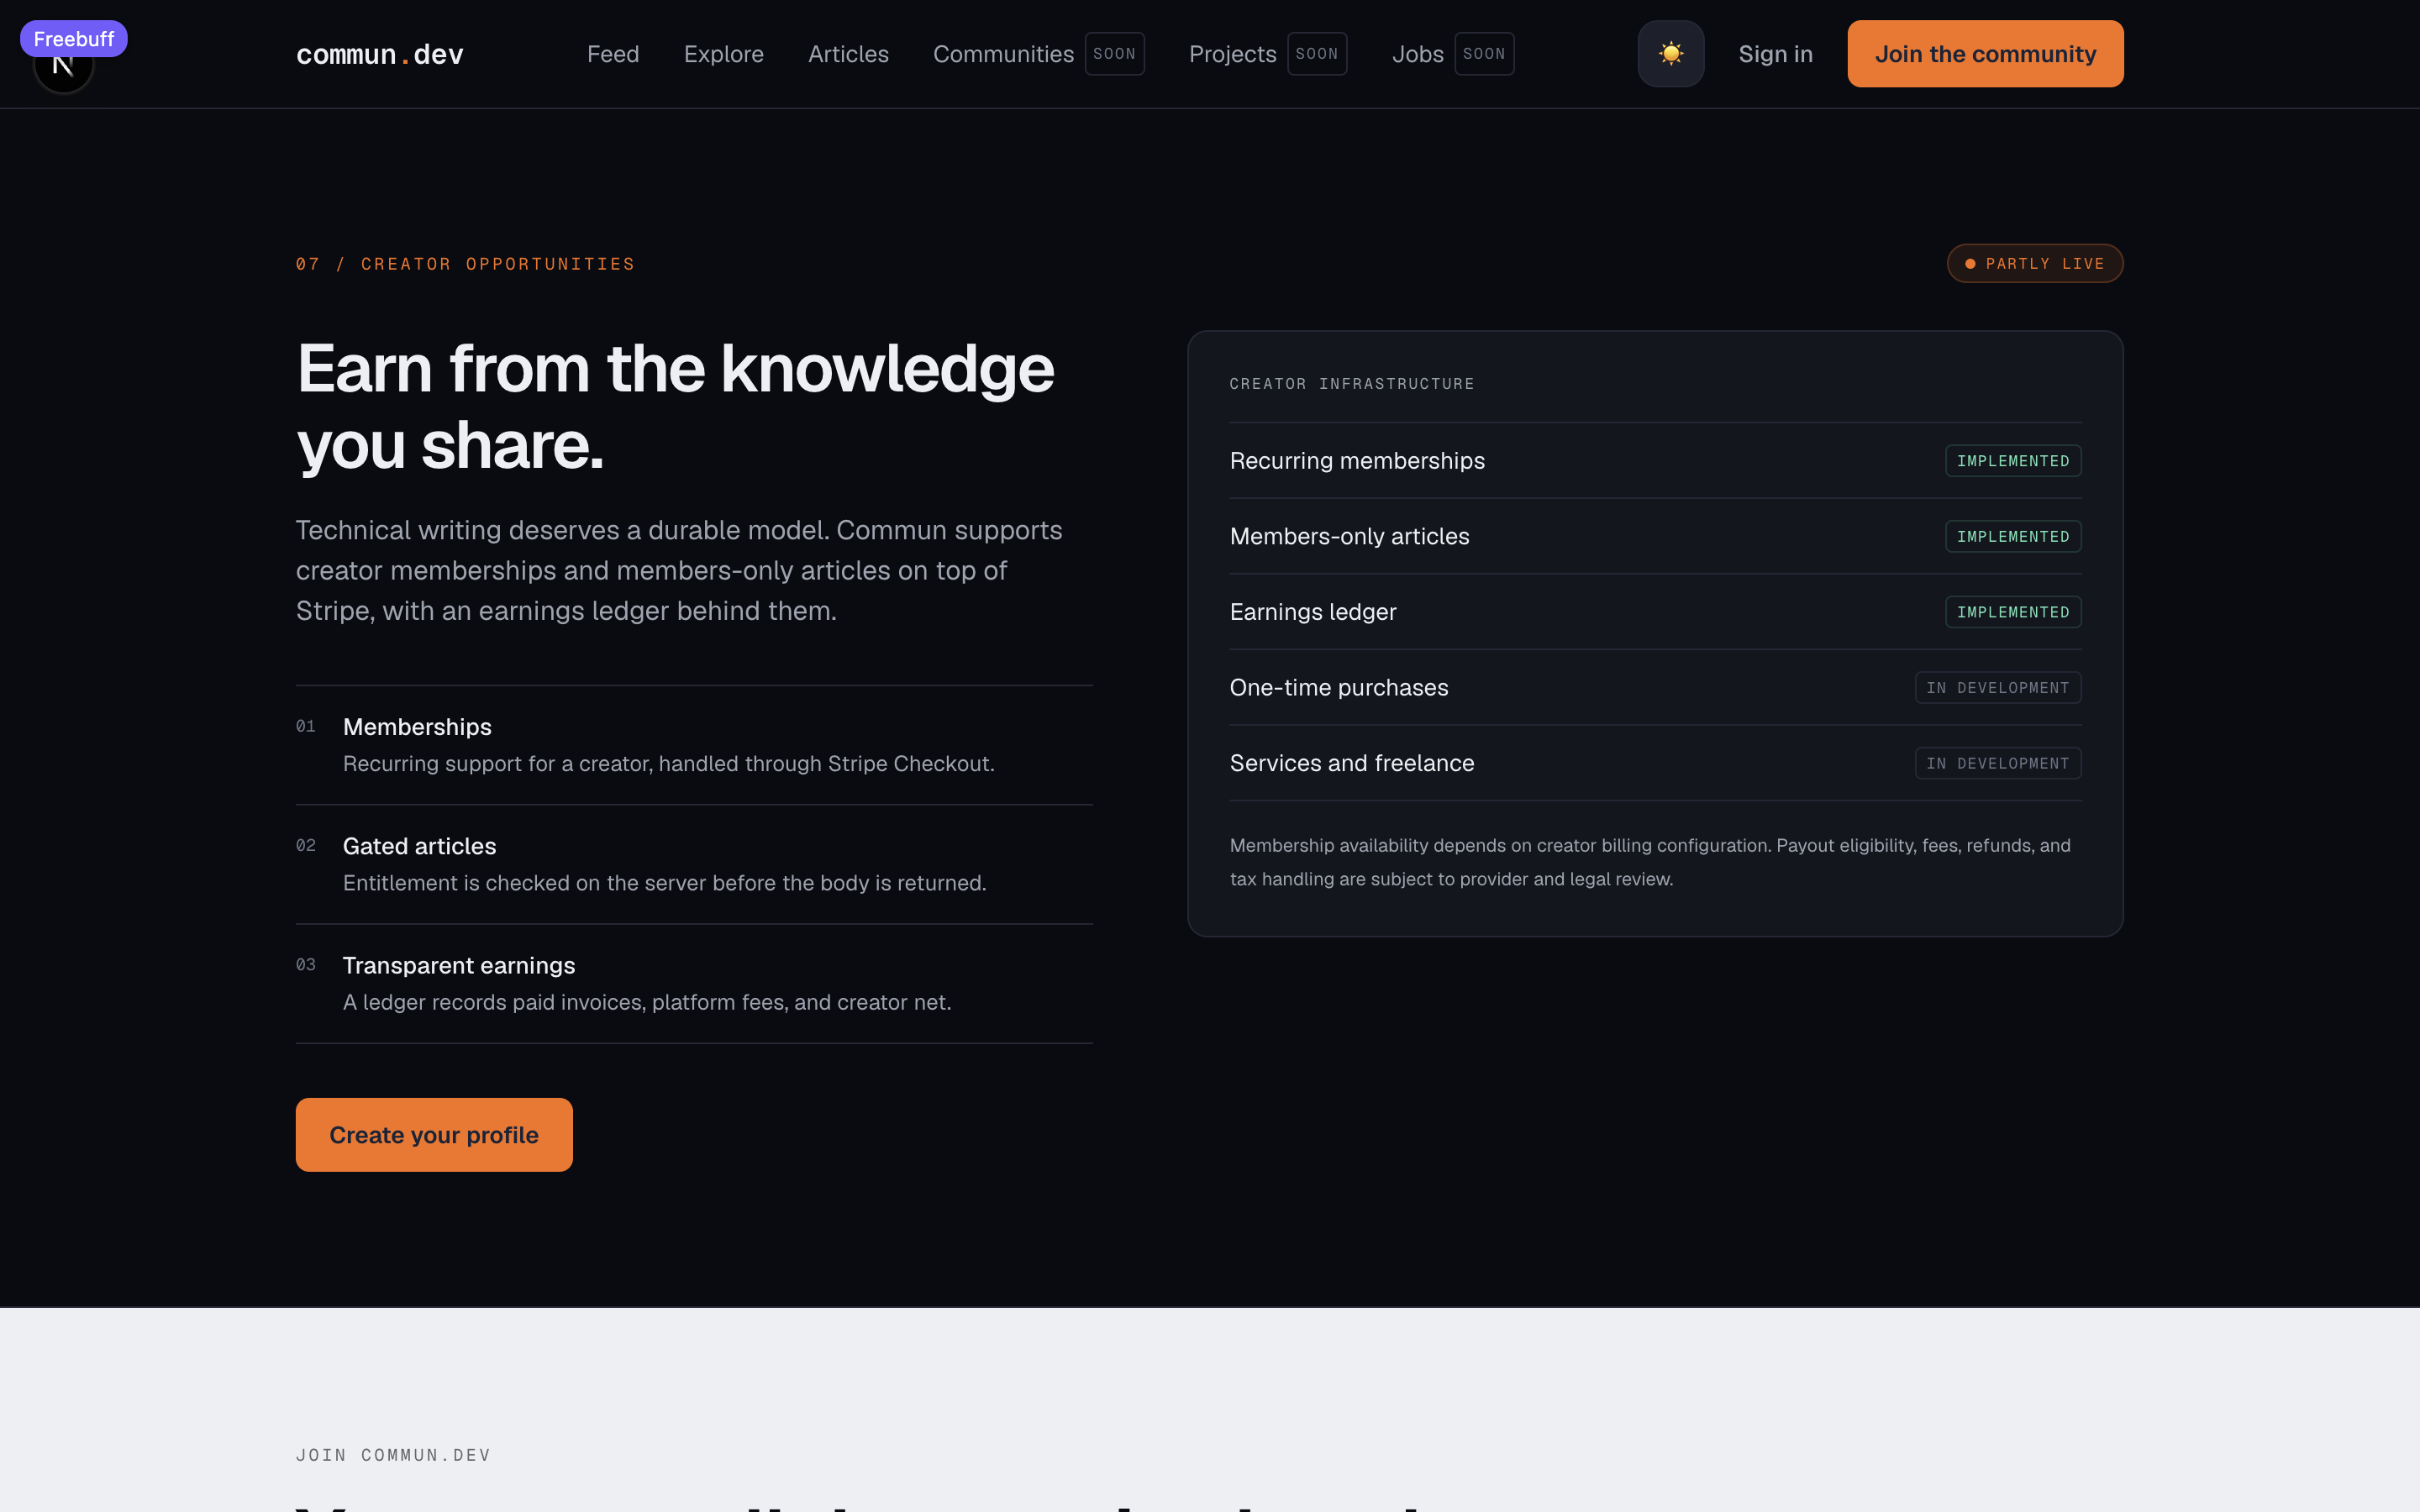 Freebuff
commun.dev
Feed
Explore
Articles
Communities SOON
Projects SOON
Jobs SOON
Sign in
Join the community
07 / CREATOR OPPORTUNITIES
PARTLY LIVE
Earn from the knowledge
you share.
Technical writing deserves a durable model. Commun supports
creator memberships and members-only articles on top of
Stripe, with an earnings ledger behind them.
01 Memberships
Recurring support for a creator, handled through Stripe Checkout.
02 Gated articles
Entitlement is checked on the server before the body is returned.
03 Transparent earnings
A ledger records paid invoices, platform fees, and creator net.
Create your profile
CREATOR INFRASTRUCTURE
Recurring memberships IMPLEMENTED
Members-only articles IMPLEMENTED
Earnings ledger IMPLEMENTED
One-time purchases IN DEVELOPMENT
Services and freelance IN DEVELOPMENT
Membership availability depends on creator billing configuration. Payout eligibility, fees, refunds, and
tax handling are subject to provider and legal review.
JOIN COMMUN.DEV